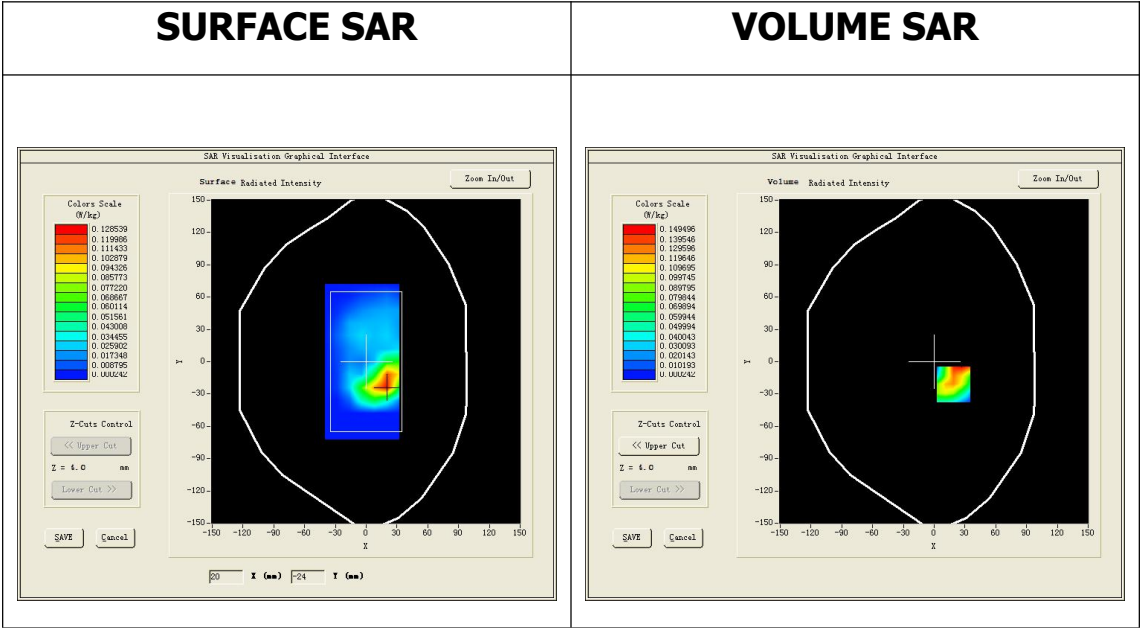 SURFACE SAR
VOLUME SAR
SAR Visualisation Graphical Interface
Surface Radiated Intensity
Zoom In/Out
Colors Scale
(W/kg)
0.128539
0.119986
0.111433
0.102879
0.094326
0.085773
0.077220
0.068667
0.060114
0.051561
0.043008
0.034455
0.025902
0.017348
0.008795
0.000242
150
120
90
60
30
0
-30
-60
-90
-120
-150
Y
-150 -120 -90 -60 -30 0 30 60 90 120 150
X
Z-Cuts Control
<< Upper Cut
Z = 4.0 mm
Lower Cut >>
SAVE Cancel
20 X (mm) -24 Y (mm)
SAR Visualisation Graphical Interface
Volume Radiated Intensity
Zoom In/Out
Colors Scale
(W/kg)
0.149496
0.139546
0.129596
0.119646
0.109695
0.099745
0.089795
0.079844
0.069894
0.059944
0.049994
0.040043
0.030093
0.020143
0.010193
0.000242
150
120
90
60
30
0
-30
-60
-90
-120
-150
Y
-150 -120 -90 -60 -30 0 30 60 90 120 150
X
Z-Cuts Control
<< Upper Cut
Z = 4.0 mm
Lower Cut >>
SAVE Cancel